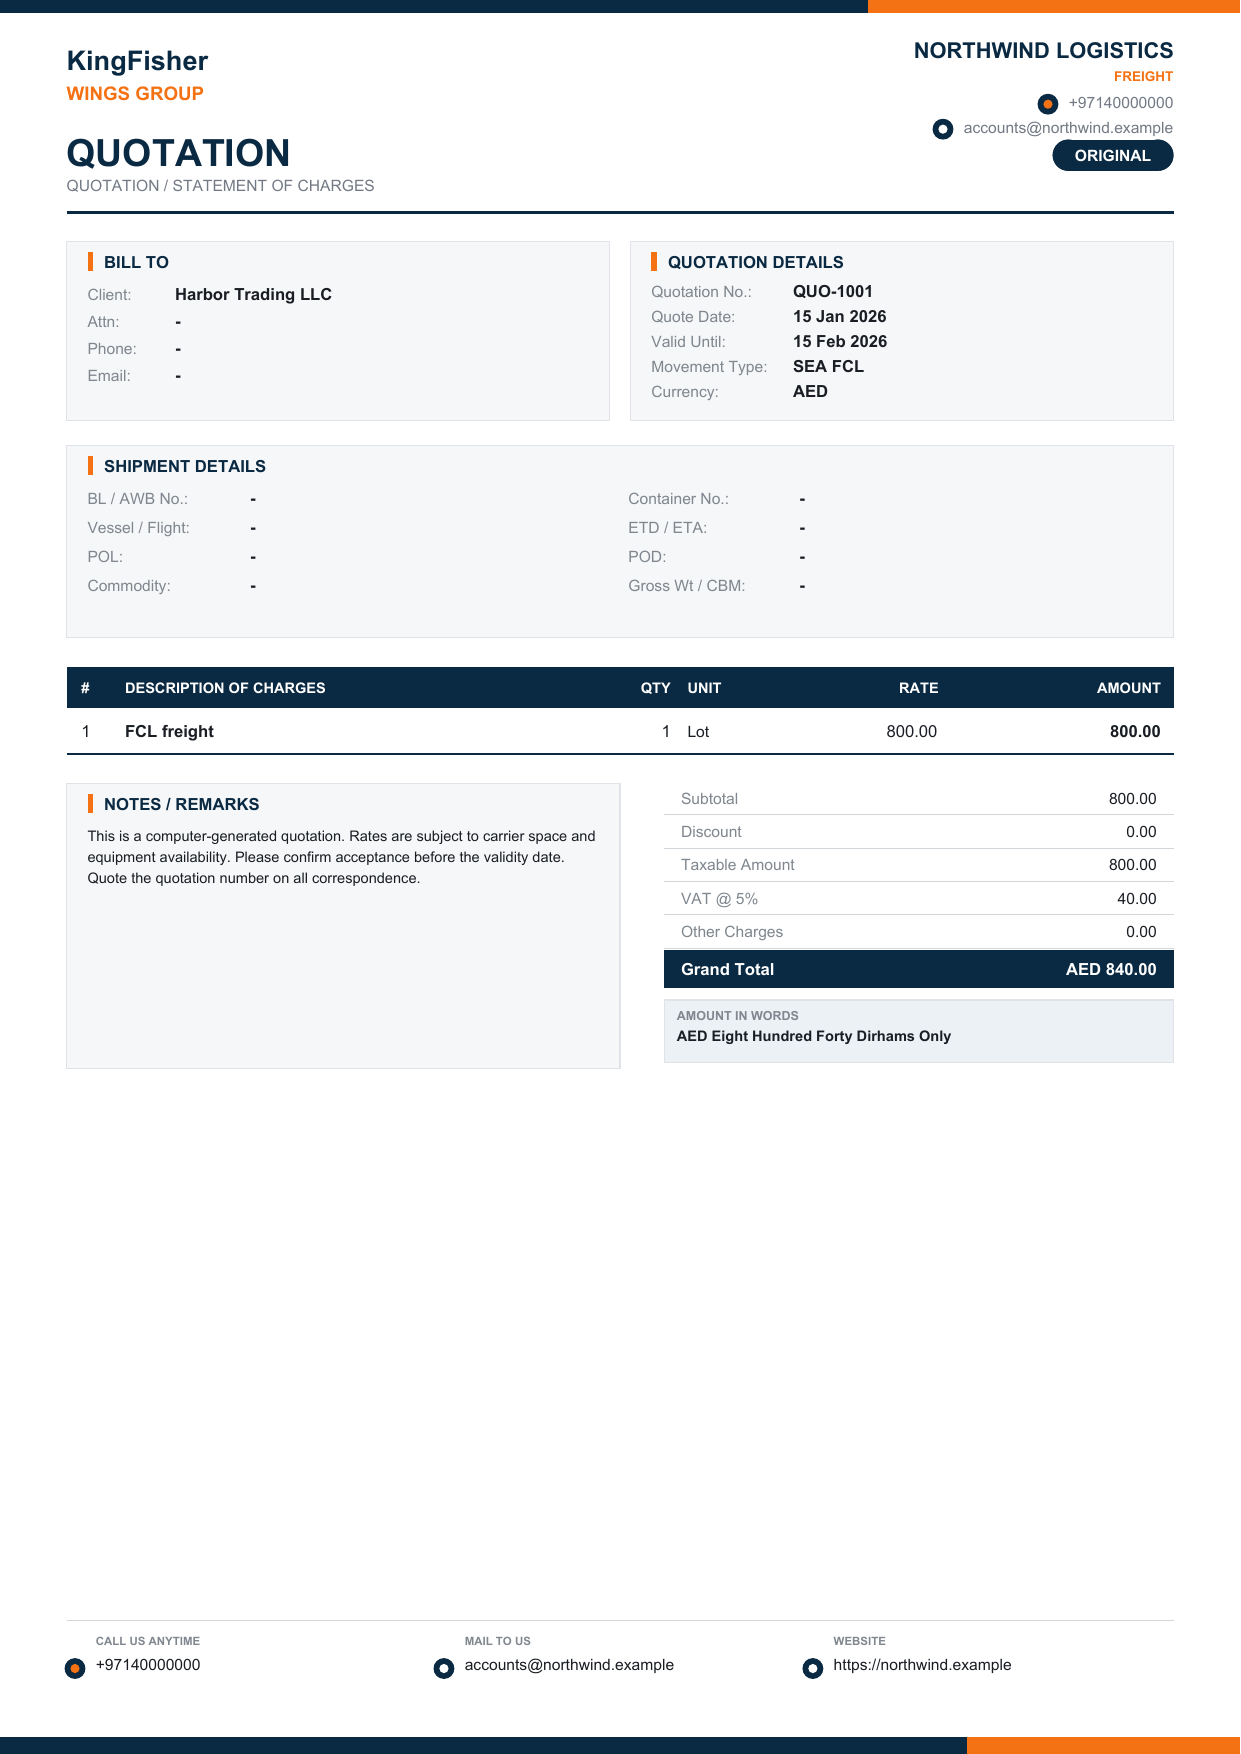 KingFisher
WINGS GROUP
NORTHWIND LOGISTICS
FREIGHT
+97140000000
accounts@northwind.example
ORIGINAL
QUOTATION
QUOTATION / STATEMENT OF CHARGES
BILL TO
Client: Harbor Trading LLC
Attn: -
Phone: -
Email: -
QUOTATION DETAILS
Quotation No.: QUO-1001
Quote Date: 15 Jan 2026
Valid Until: 15 Feb 2026
Movement Type: SEA FCL
Currency: AED
SHIPMENT DETAILS
BL / AWB No.: - Container No.: -
Vessel / Flight: - ETD / ETA: -
POL: - POD: -
Commodity: - Gross Wt / CBM: -
# DESCRIPTION OF CHARGES QTY UNIT RATE AMOUNT
1 FCL freight 1 Lot 800.00 800.00
NOTES / REMARKS
This is a computer-generated quotation. Rates are subject to carrier space and
equipment availability. Please confirm acceptance before the validity date.
Quote the quotation number on all correspondence.
Subtotal 800.00
Discount 0.00
Taxable Amount 800.00
VAT @ 5% 40.00
Other Charges 0.00
Grand Total AED 840.00
AMOUNT IN WORDS
AED Eight Hundred Forty Dirhams Only
CALL US ANYTIME MAIL TO US WEBSITE
+97140000000 accounts@northwind.example https://northwind.example